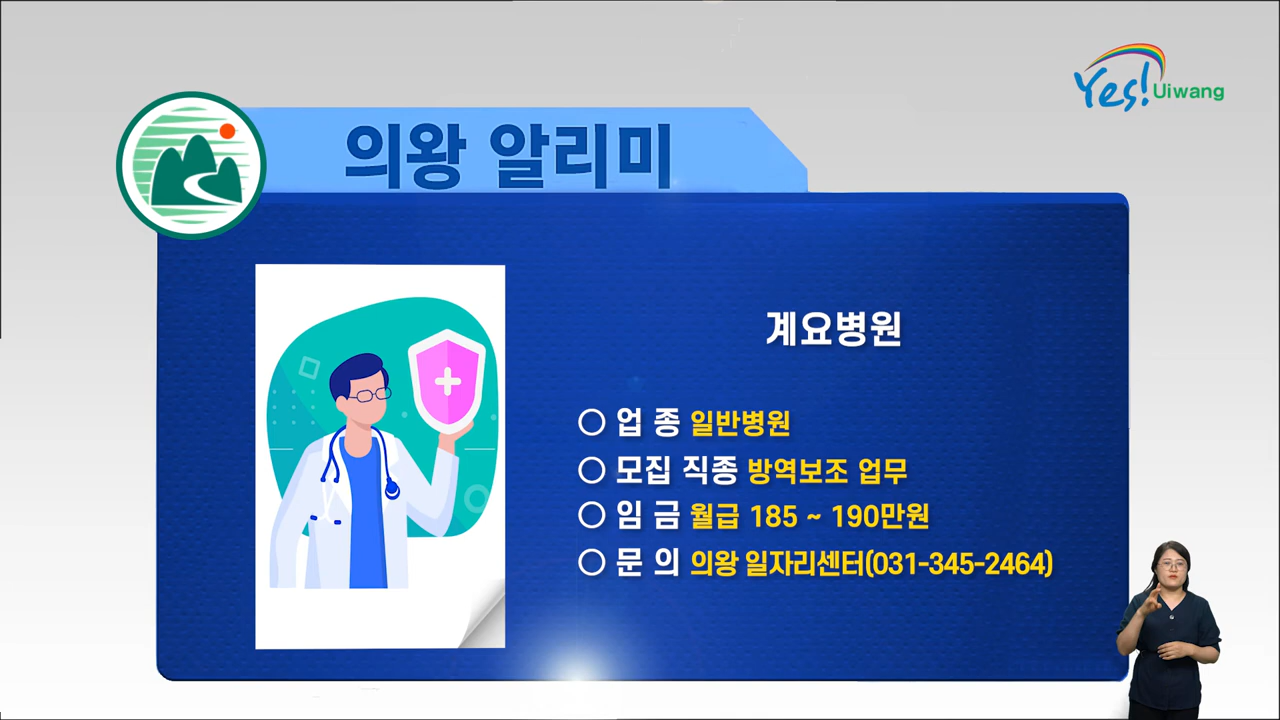 Yes! Uiwang
의왕 알리미
계요병원
○ 업 종 일반병원
○ 모집 직종 방역보조 업무
○ 임 금 월급 185 ~ 190만원
○ 문 의 의왕 일자리센터(031-345-2464)